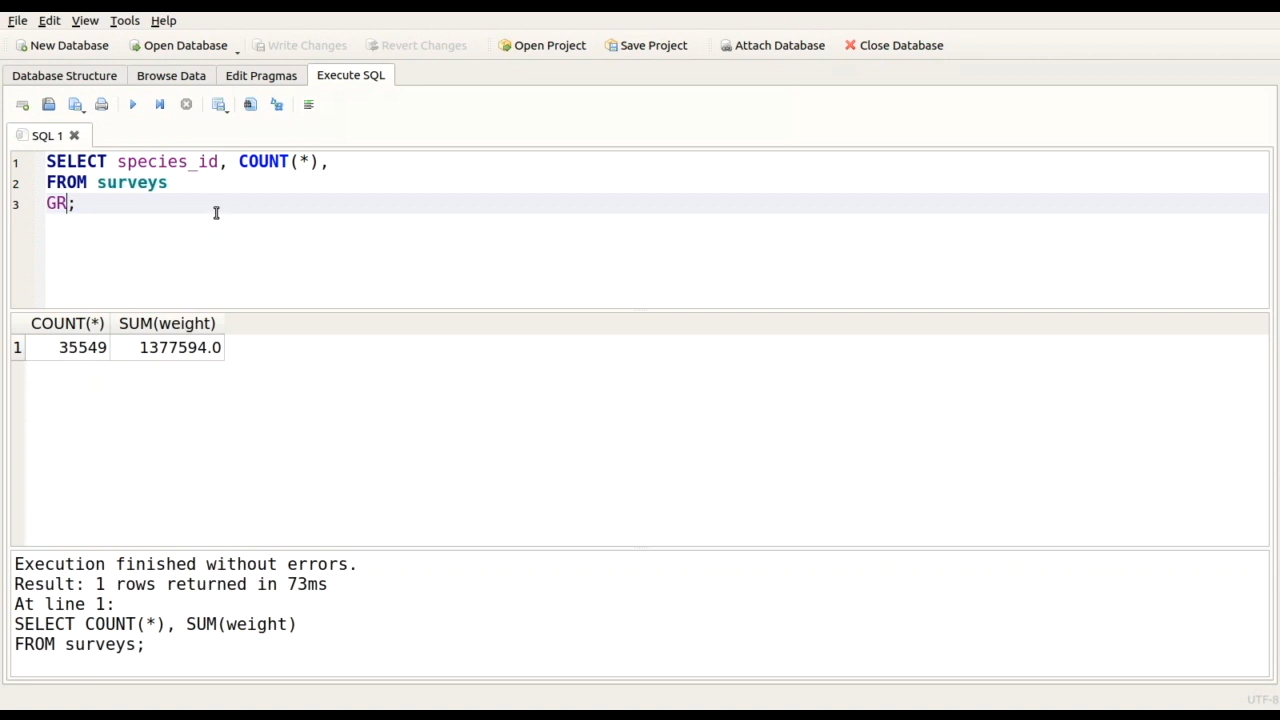 File Edit View Tools Help
New Database Open Database Write Changes Revert Changes Open Project Save Project Attach Database Close Database
Database Structure Browse Data Edit Pragmas Execute SQL
SQL 1
1 SELECT species_id, COUNT(*),
2 FROM surveys
3 GR;
COUNT(*) SUM(weight)
1 35549 1377594.0
Execution finished without errors.
Result: 1 rows returned in 73ms
At line 1:
SELECT COUNT(*), SUM(weight)
FROM surveys;
UTF-8